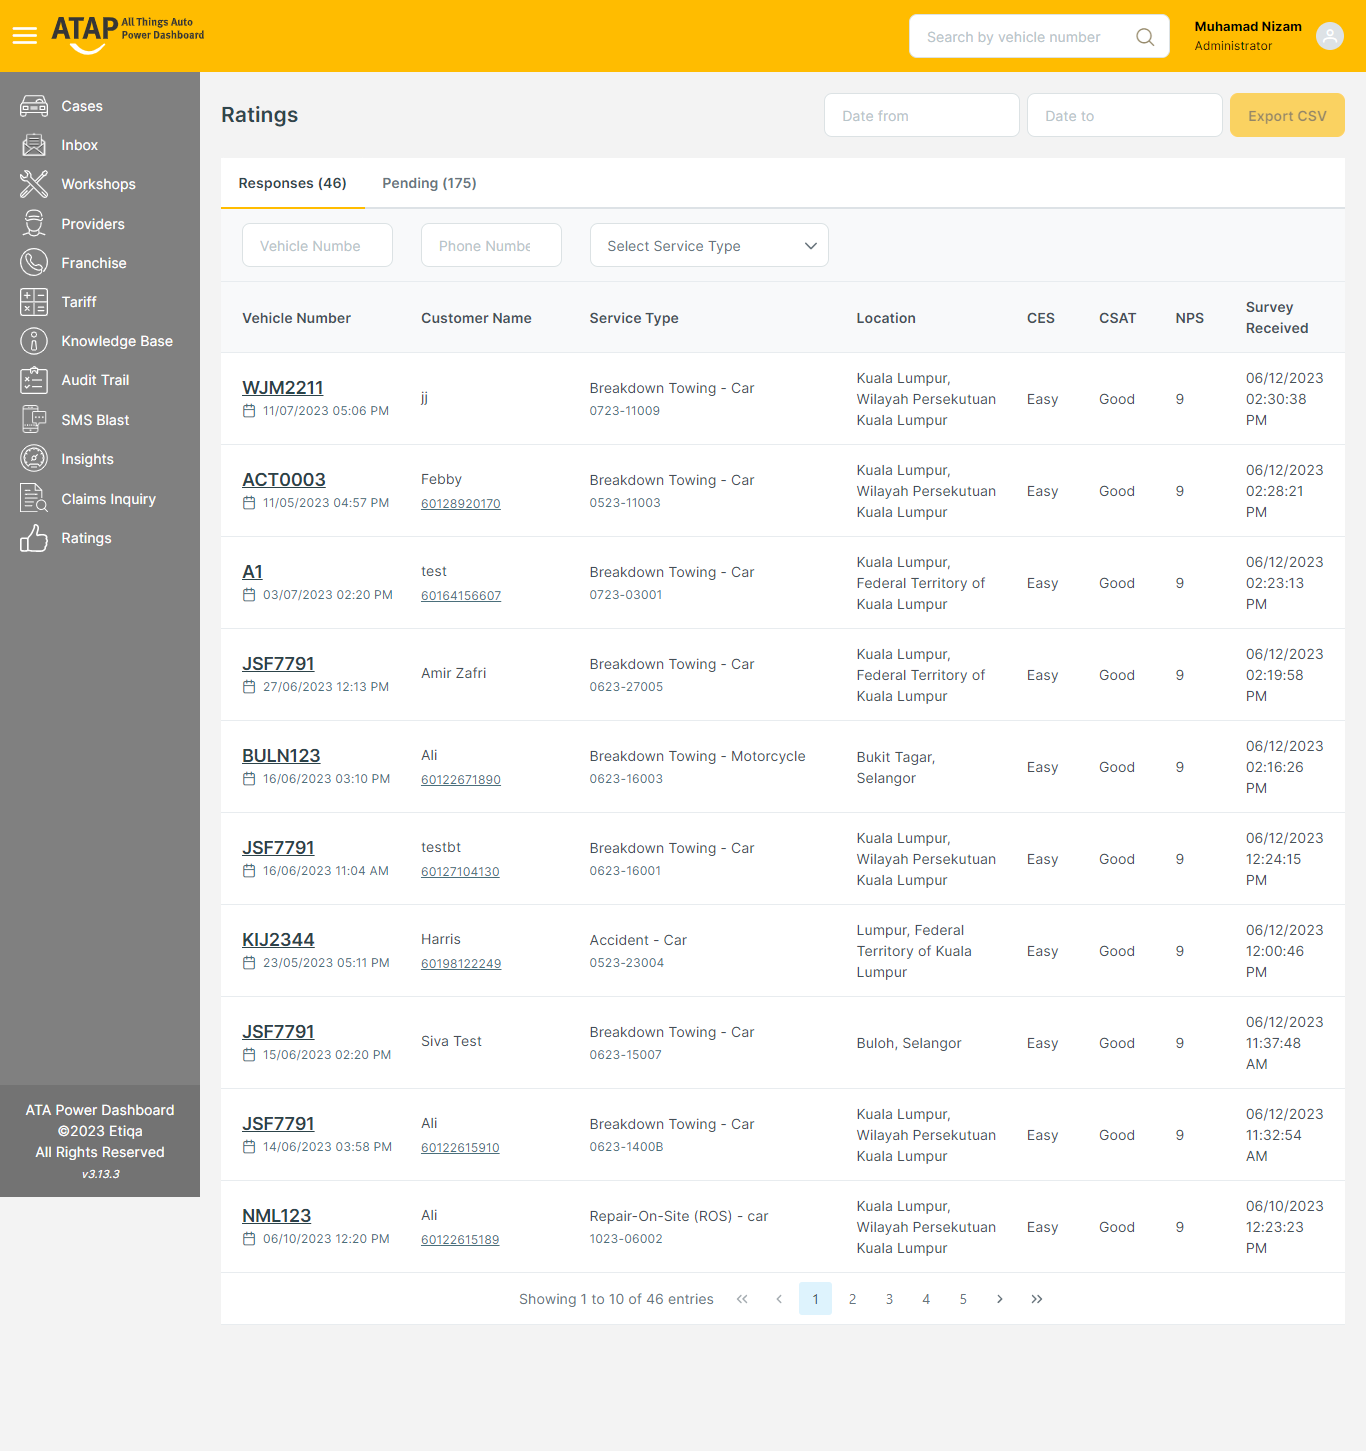 ATAP All Things Auto
Power Dashboard
Search by vehicle number
Muhamad Nizam
Administrator
Cases
Inbox
Workshops
Providers
Franchise
Tariff
Knowledge Base
Audit Trail
SMS Blast
Insights
Claims Inquiry
Ratings
ATA Power Dashboard
©2023 Etiqa
All Rights Reserved
v3.13.3
Ratings
Date from
Date to
Export CSV
Responses (46)
Pending (175)
Vehicle Numbe
Phone Numbe
Select Service Type
Vehicle Number
Customer Name
Service Type
Location
CES
CSAT
NPS
Survey
Received
WJM2211
11/07/2023 05:06 PM
jj
Breakdown Towing - Car
0723-11009
Kuala Lumpur,
Wilayah Persekutuan
Kuala Lumpur
Easy
Good
9
06/12/2023
02:30:38
PM
ACT0003
11/05/2023 04:57 PM
Febby
60128920170
Breakdown Towing - Car
0523-11003
Kuala Lumpur,
Wilayah Persekutuan
Kuala Lumpur
Easy
Good
9
06/12/2023
02:28:21
PM
A1
03/07/2023 02:20 PM
test
60164156607
Breakdown Towing - Car
0723-03001
Kuala Lumpur,
Federal Territory of
Kuala Lumpur
Easy
Good
9
06/12/2023
02:23:13
PM
JSF7791
27/06/2023 12:13 PM
Amir Zafri
Breakdown Towing - Car
0623-27005
Kuala Lumpur,
Federal Territory of
Kuala Lumpur
Easy
Good
9
06/12/2023
02:19:58
PM
BULN123
16/06/2023 03:10 PM
Ali
60122671890
Breakdown Towing - Motorcycle
0623-16003
Bukit Tagar,
Selangor
Easy
Good
9
06/12/2023
02:16:26
PM
JSF7791
16/06/2023 11:04 AM
testbt
60127104130
Breakdown Towing - Car
0623-16001
Kuala Lumpur,
Wilayah Persekutuan
Kuala Lumpur
Easy
Good
9
06/12/2023
12:24:15
PM
KIJ2344
23/05/2023 05:11 PM
Harris
60198122249
Accident - Car
0523-23004
Lumpur, Federal
Territory of Kuala
Lumpur
Easy
Good
9
06/12/2023
12:00:46
PM
JSF7791
15/06/2023 02:20 PM
Siva Test
Breakdown Towing - Car
0623-15007
Buloh, Selangor
Easy
Good
9
06/12/2023
11:37:48
AM
JSF7791
14/06/2023 03:58 PM
Ali
60122615910
Breakdown Towing - Car
0623-1400B
Kuala Lumpur,
Wilayah Persekutuan
Kuala Lumpur
Easy
Good
9
06/12/2023
11:32:54
AM
NML123
06/10/2023 12:20 PM
Ali
60122615189
Repair-On-Site (ROS) - car
1023-06002
Kuala Lumpur,
Wilayah Persekutuan
Kuala Lumpur
Easy
Good
9
06/10/2023
12:23:23
PM
Showing 1 to 10 of 46 entries
1
2
3
4
5